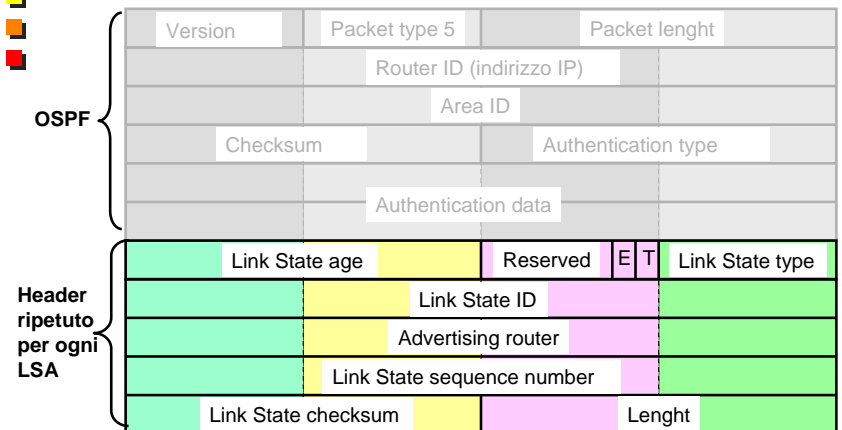 Version Packet type 5 Packet lenght
Router ID (indirizzo IP)
Area ID
OSPF
Checksum Authentication type
Authentication data
Link State age Reserved E T Link State type
Header
ripetuto
per ogni
LSA
Link State ID
Advertising router
Link State sequence number
Link State checksum Lenght